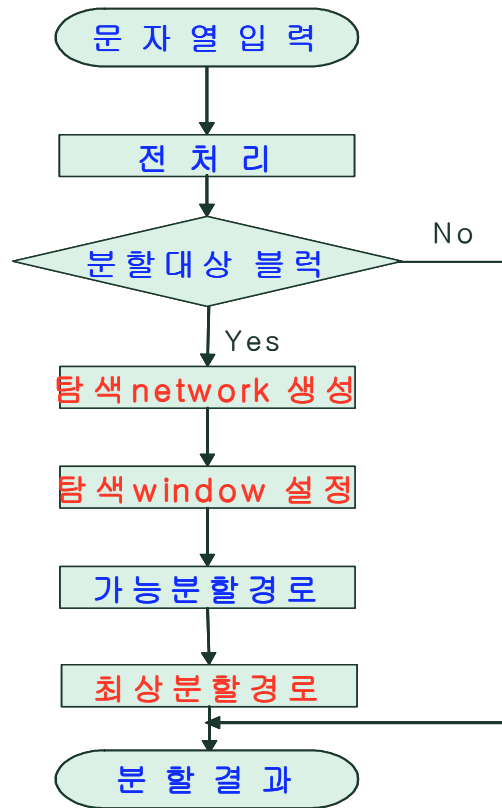 문자열입력
전처리
분할대상 블럭
No
Yes
탐색network 생성
탐색window 설정
가능분할경로
최상분할경로
분할결과